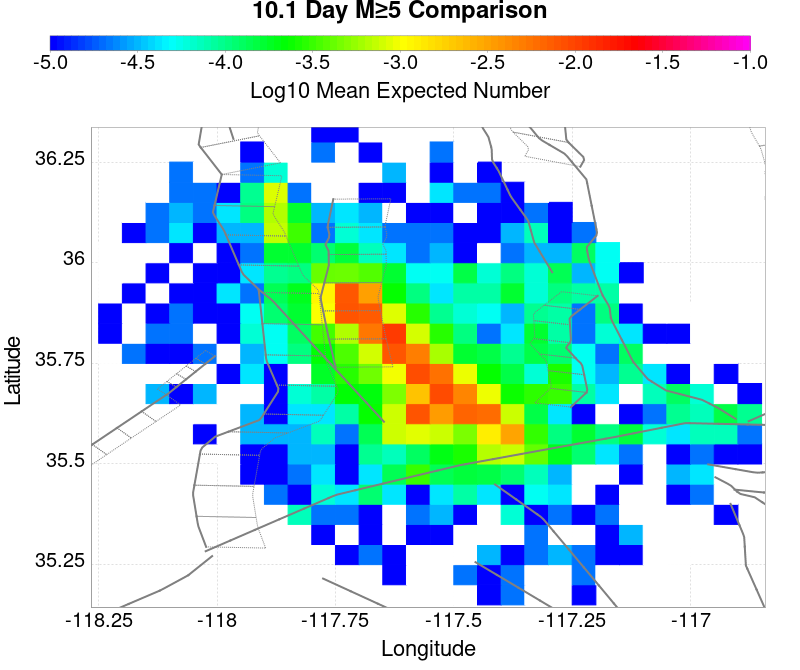 10.1 Day M≥5 Comparison
-5.0 -4.5 -4.0 -3.5 -3.0 -2.5 -2.0 -1.5 -1.0
Log10 Mean Expected Number
36.25
36
35.75
35.5
35.25
Latitude
-118.25 -118 -117.75 -117.5 -117.25 -117
Longitude